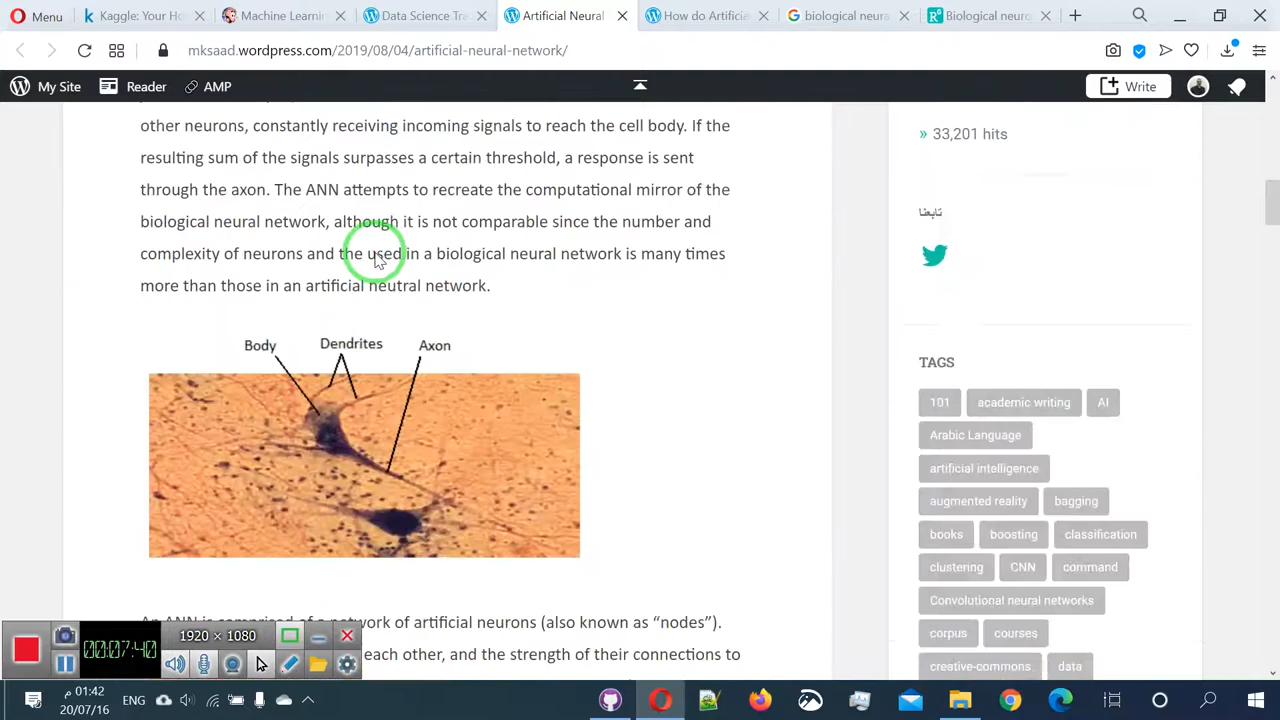 Menu
Kaggle: Your Ho
Machine Learnin
Data Science Tra
Artificial Neural
How do Artificia
biological neura
Biological neuro
mksaad.wordpress.com/2019/08/04/artificial-neural-network/
My Site
Reader
AMP
Write
other neurons, constantly receiving incoming signals to reach the cell body. If the
resulting sum of the signals surpasses a certain threshold, a response is sent
through the axon. The ANN attempts to recreate the computational mirror of the
biological neural network, although it is not comparable since the number and
complexity of neurons and the used in a biological neural network is many times
more than those in an artificial neutral network.
Body
Dendrites
Axon
An ANN is comprised of a network of artificial neurons (also known as “nodes”).
each other, and the strength of their connections to
» 33,201 hits
تابعنا
TAGS
101
academic writing
AI
Arabic Language
artificial intelligence
augmented reality
bagging
books
boosting
classification
clustering
CNN
command
Convolutional neural networks
corpus
courses
creative-commons
data
00:07:40
1920 × 1080
ENG
01:42 م
20/07/16